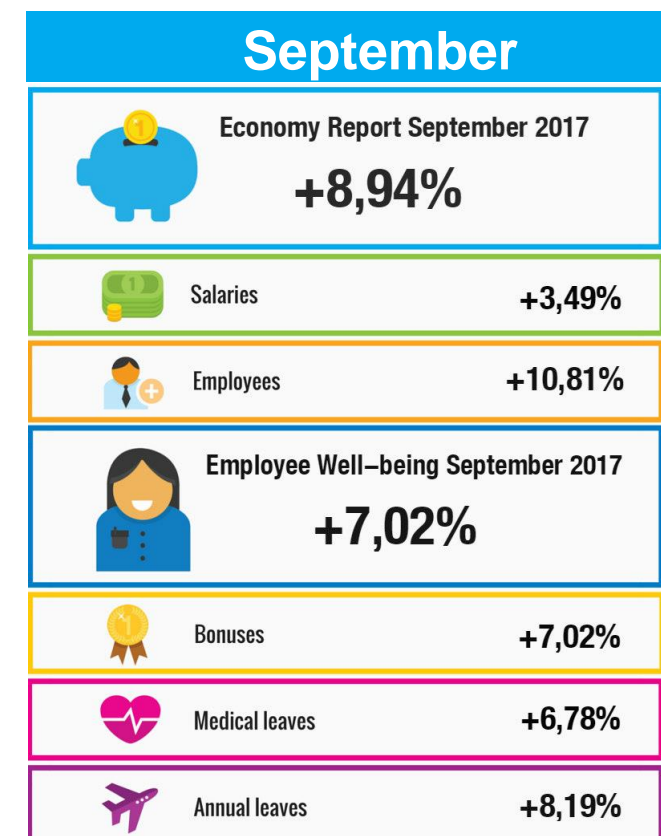 September
Economy Report September 2017
+8,94%
Salaries +3,49%
Employees +10,81%
Employee Well–being September 2017
+7,02%
Bonuses +7,02%
Medical leaves +6,78%
Annual leaves +8,19%